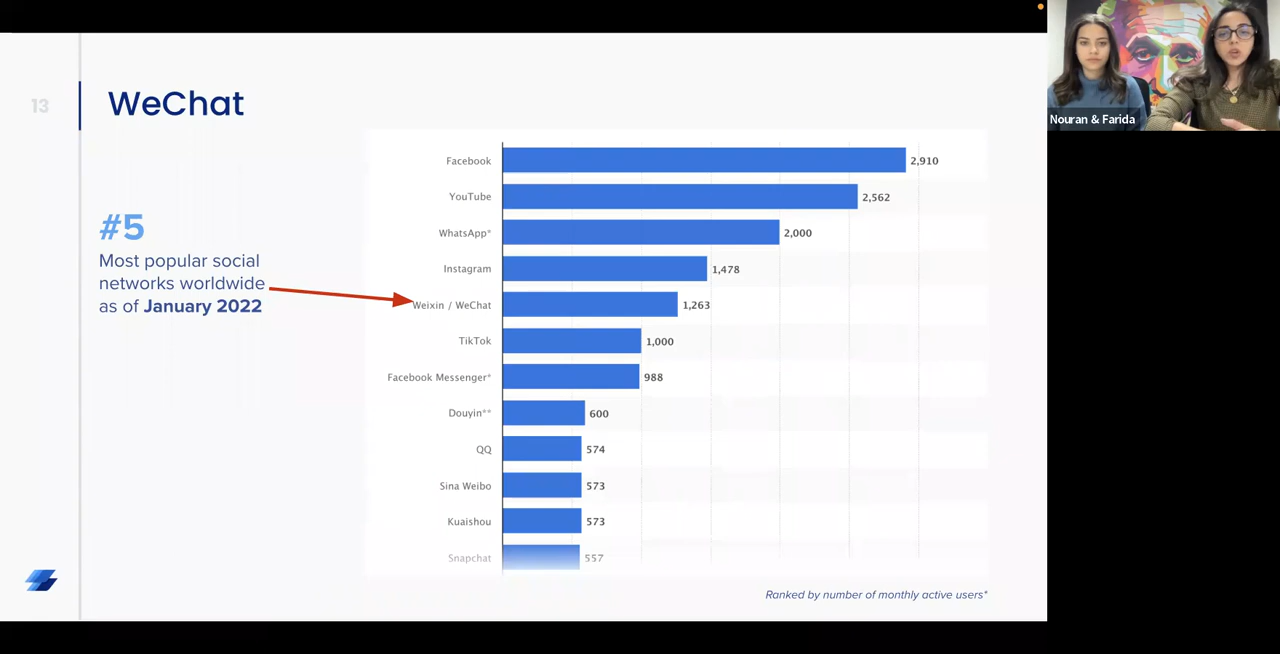 13
WeChat
#5
Most popular social
networks worldwide
as of January 2022
Facebook 2,910
YouTube 2,562
WhatsApp* 2,000
Instagram 1,478
Weixin / WeChat 1,263
TikTok 1,000
Facebook Messenger* 988
Douyin** 600
QQ 574
Sina Weibo 573
Kuaishou 573
Snapchat 557
Ranked by number of monthly active users*
Nouran & Farida